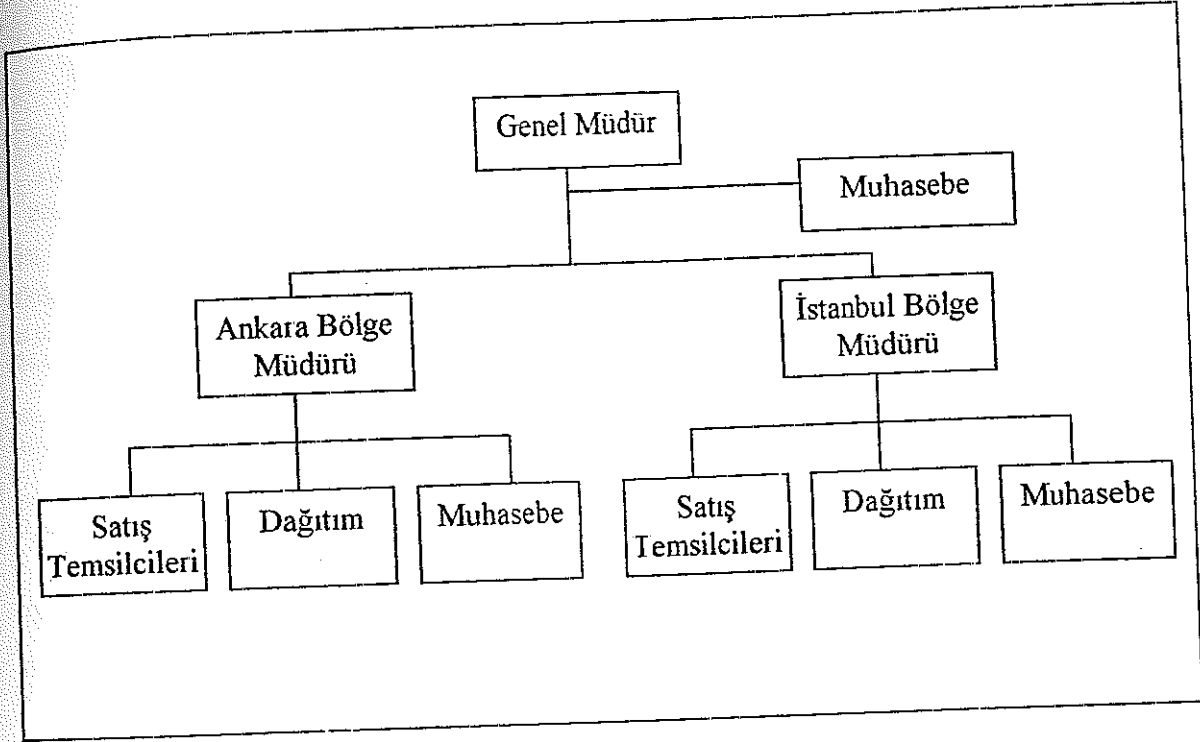 Genel Müdür
Muhasebe
Ankara Bölge
Müdürü
İstanbul Bölge
Müdürü
Satış
Temsilcileri
Dağıtım
Muhasebe
Satış
Temsilcileri
Dağıtım
Muhasebe